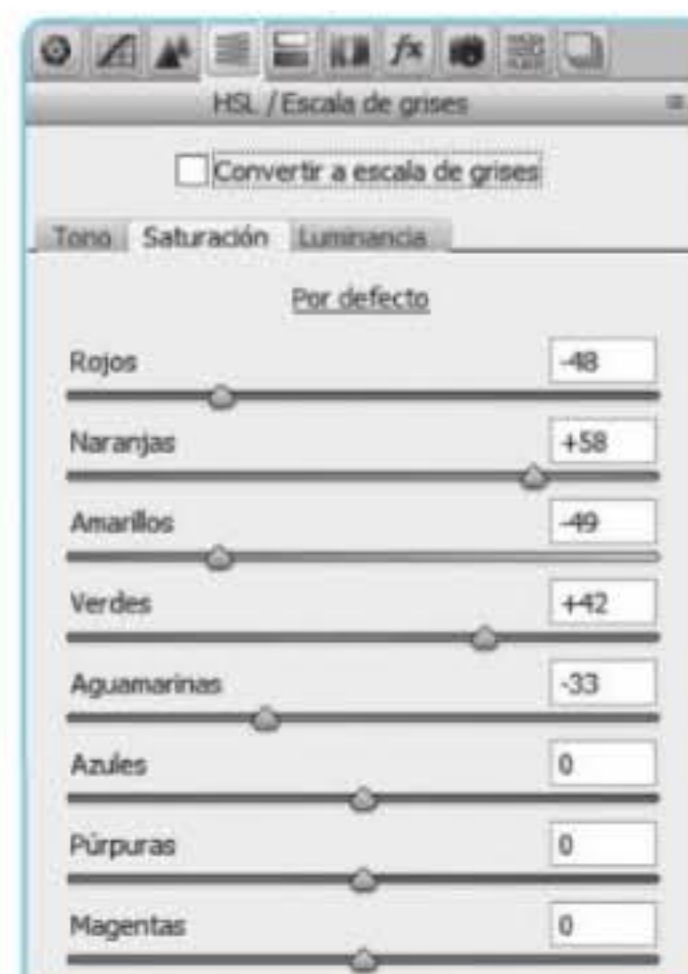 fx
HSL / Escala de grises
Convertir a escala de grises
Tono Saturación Luminancia
Por defecto
Rojos -48
Naranjas +58
Amarillos -49
Verdes +42
Aguamarinas -33
Azules 0
Púrpuras 0
Magentas 0